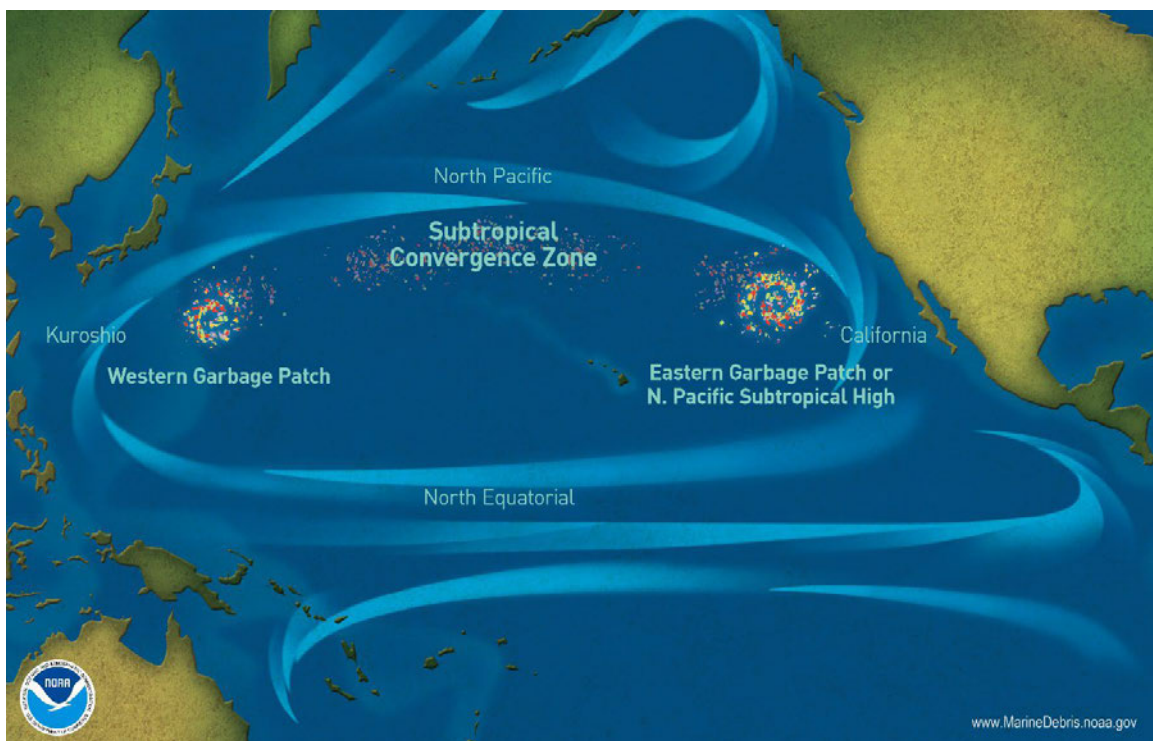 North Pacific
Subtropical
Convergence Zone
Kuroshio
California
Western Garbage Patch
Eastern Garbage Patch or
N. Pacific Subtropical High
North Equatorial
NOAA
www.MarineDebris.noaa.gov